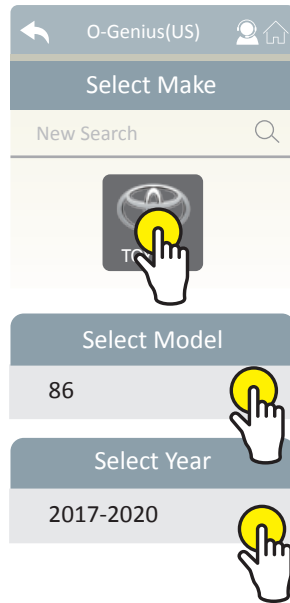 O-Genius(US)
Select Make
New Search
Select Model
86
Select Year
2017-2020